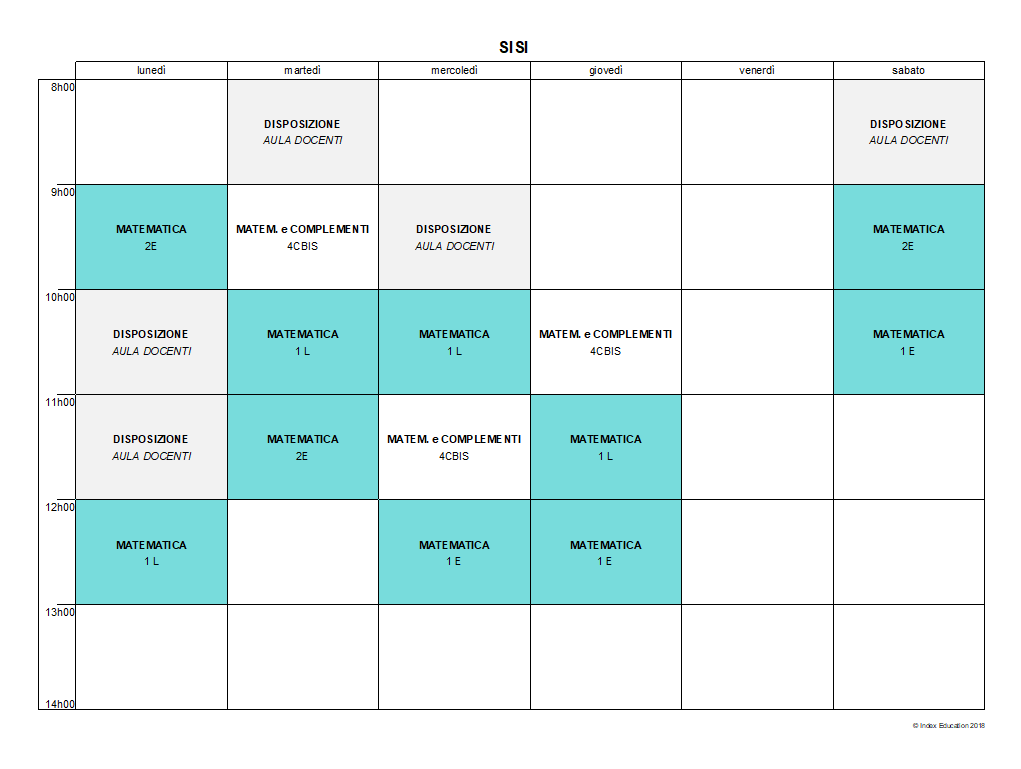 SISI
lunedì martedì mercoledì giovedì venerdì sabato
8h00
DISPOSIZIONE DISPOSIZIONE
AULA DOCENTI AULA DOCENTI
9h00
MATEMATICA MATEM. e COMPLEMENTI DISPOSIZIONE MATEMATICA
2E 4CBIS AULA DOCENTI 2E
10h00
DISPOSIZIONE MATEMATICA MATEMATICA MATEM. e COMPLEMENTI MATEMATICA
AULA DOCENTI 1 L 1 L 4CBIS 1 E
11h00
DISPOSIZIONE MATEMATICA MATEM. e COMPLEMENTI MATEMATICA
AULA DOCENTI 2E 4CBIS 1 L
12h00
MATEMATICA MATEMATICA MATEMATICA
1 L 1 E 1 E
13h00
14h00
© Index Education 2018